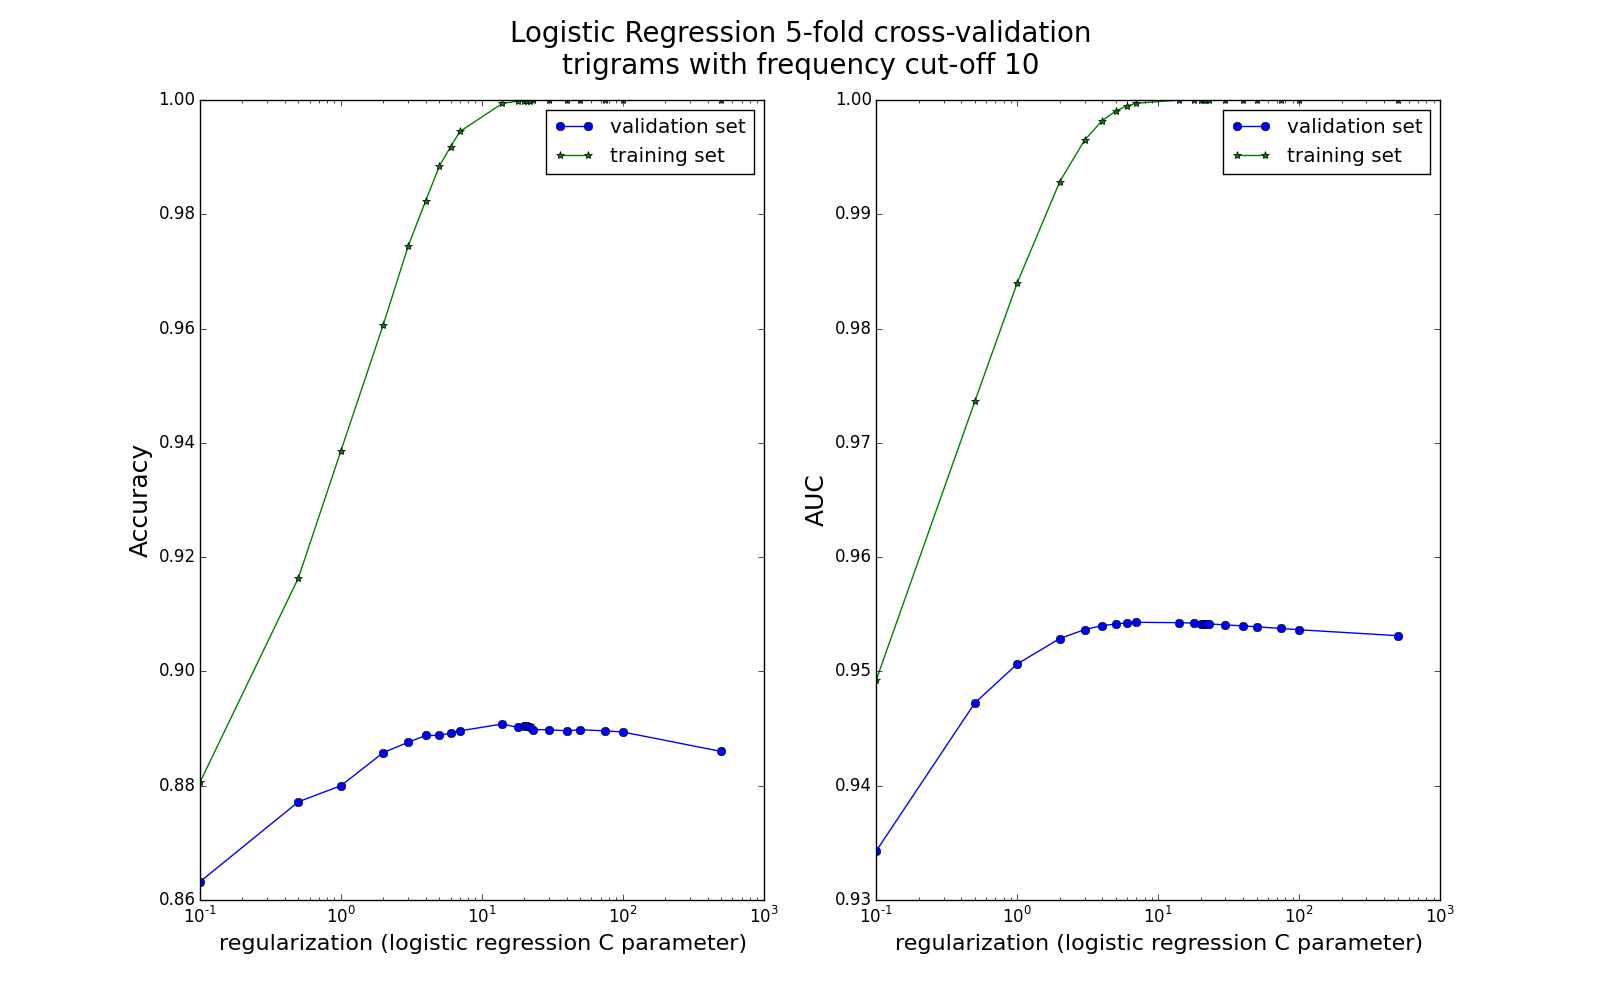 Logistic Regression 5-fold cross-validation
trigrams with frequency cut-off 10
1.00
0.98
0.96
0.94
0.92
0.90
0.88
0.86
Accuracy
validation set
training set
10⁻¹ 10⁰ 10¹ 10² 10³
regularization (logistic regression C parameter)
1.00
0.99
0.98
0.97
0.96
0.95
0.94
0.93
AUC
validation set
training set
10⁻¹ 10⁰ 10¹ 10² 10³
regularization (logistic regression C parameter)